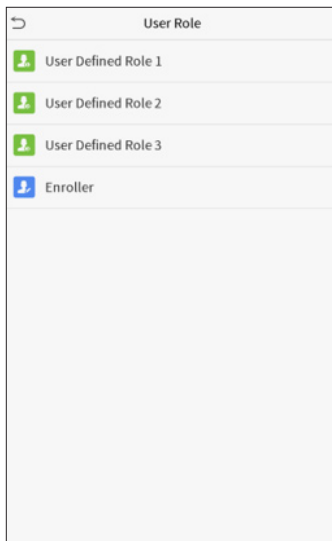 User Role
User Defined Role 1
User Defined Role 2
User Defined Role 3
Enroller